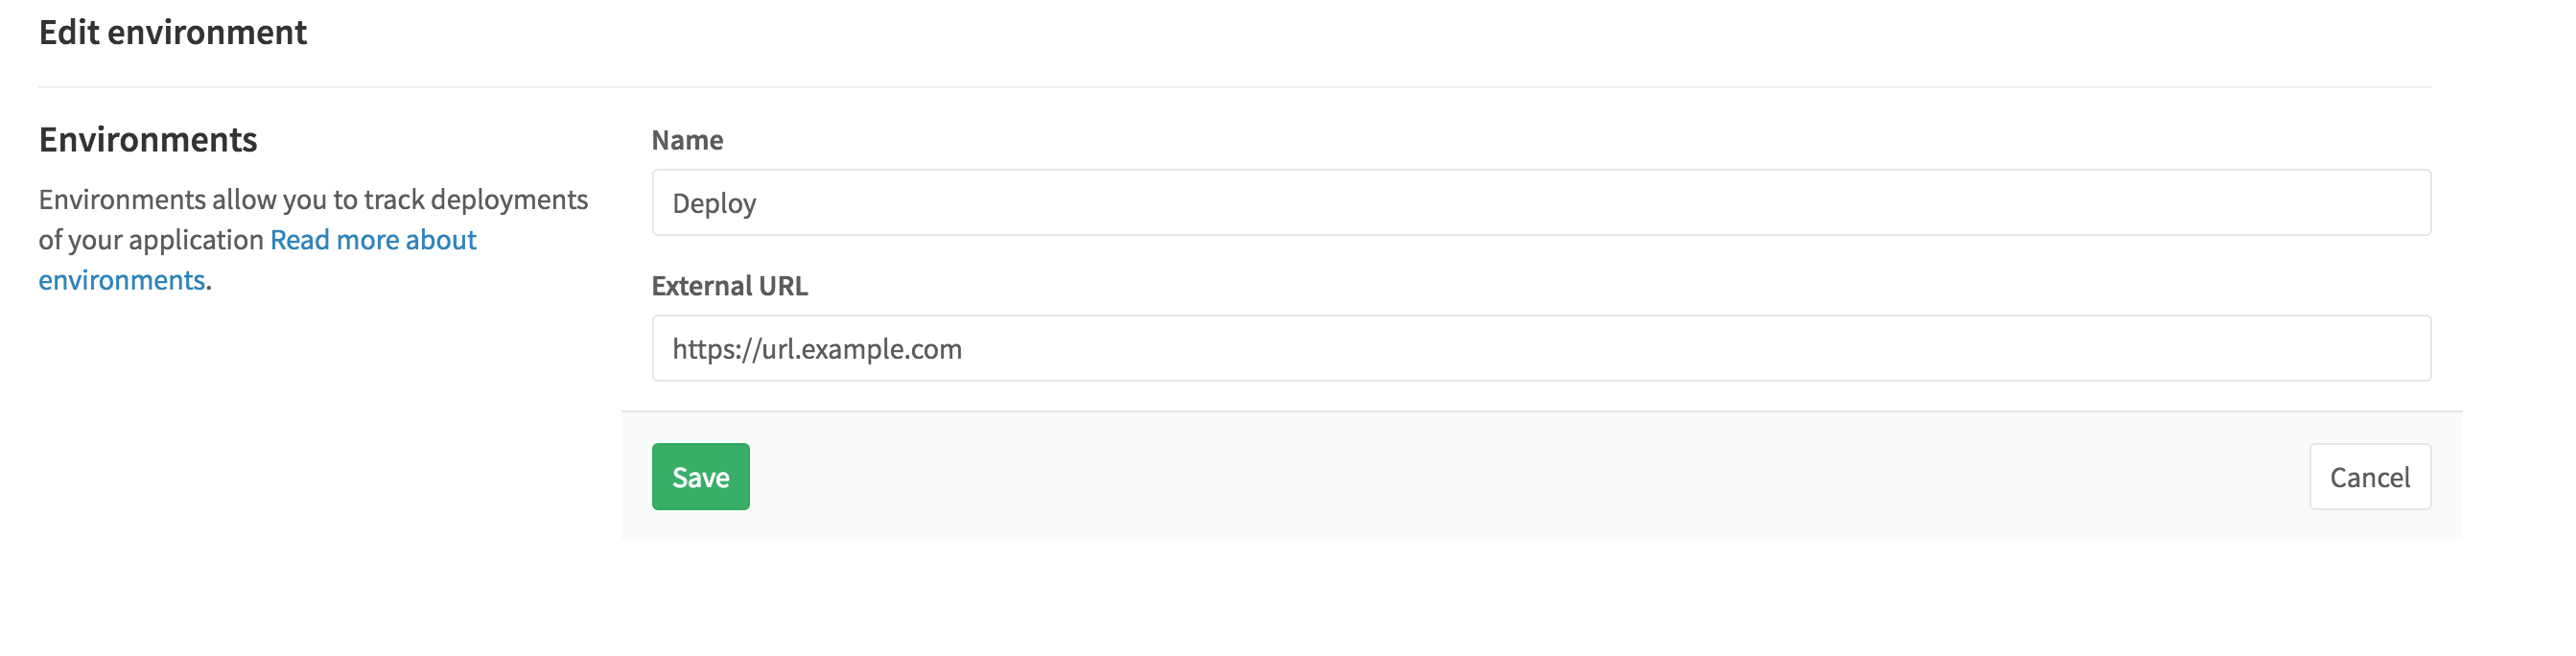 Edit environment
Environments
Environments allow you to track deployments
of your application Read more about
environments.
Name
Deploy
External URL
https://url.example.com
Save
Cancel